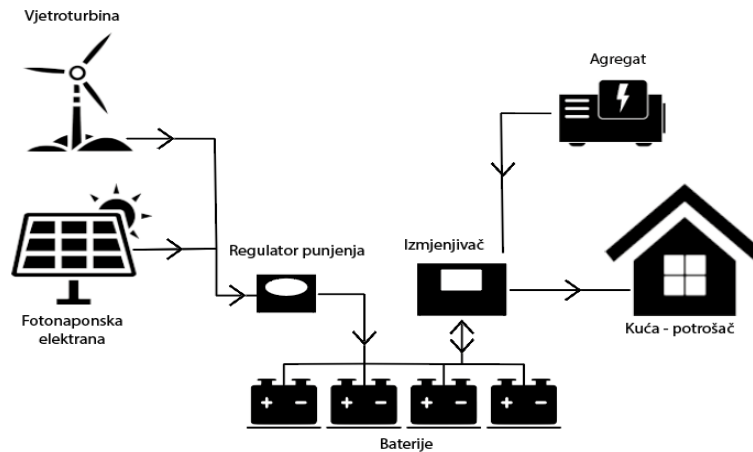 Vjetroturbina
Agregat
Regulator punjenja
Izmjenjivač
Fotonaponska
elektrana
Kuća - potrošač
+ − + − + − + −
Baterije